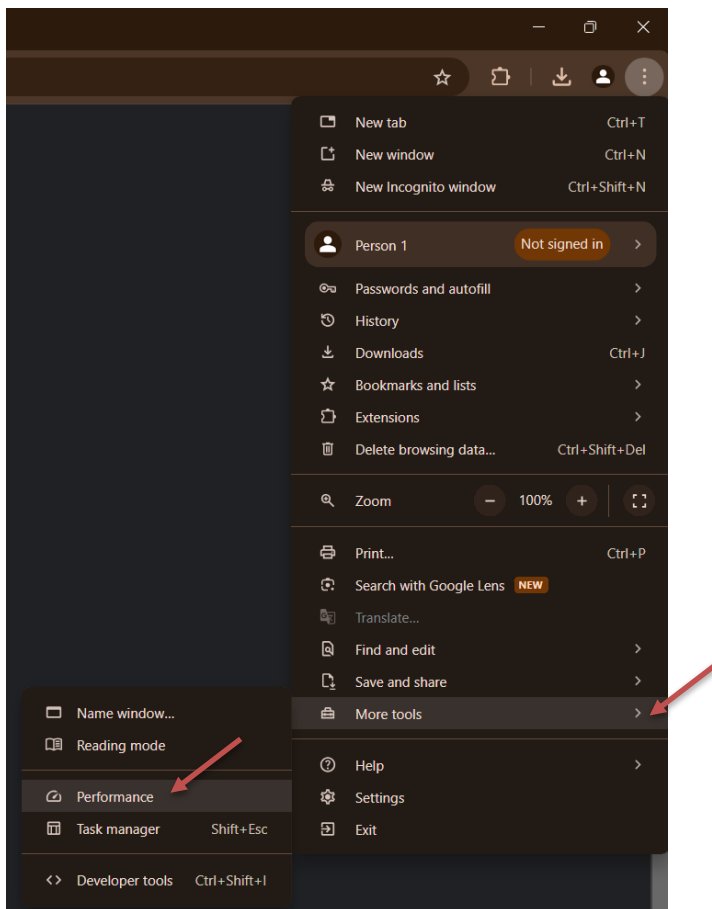 New tab Ctrl+T
New window Ctrl+N
New Incognito window Ctrl+Shift+N
Person 1 Not signed in
Passwords and autofill
History
Downloads Ctrl+J
Bookmarks and lists
Extensions
Delete browsing data... Ctrl+Shift+Del
Zoom − 100% +
Print... Ctrl+P
Search with Google Lens NEW
Translate...
Find and edit
Save and share
More tools
Help
Settings
Exit
Name window...
Reading mode
Performance
Task manager Shift+Esc
Developer tools Ctrl+Shift+I